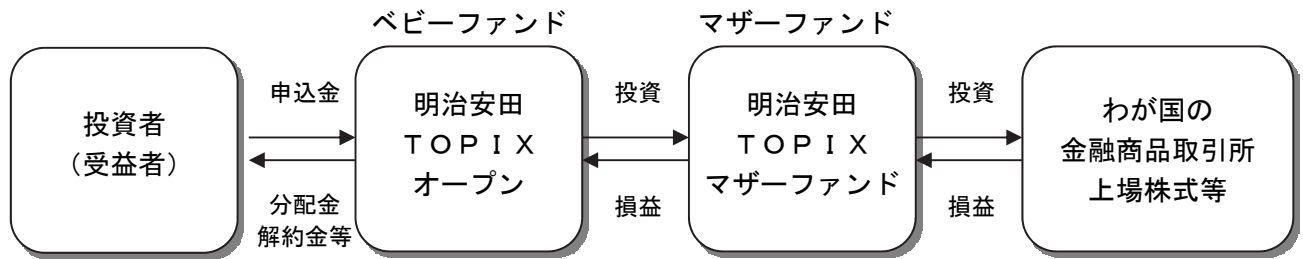 ベビーファンド
マザーファンド
投資者
（受益者）
申込金
分配金
解約金等
明治安田
ＴＯＰＩＸ
オープン
投資
損益
明治安田
ＴＯＰＩＸ
マザーファンド
投資
損益
わが国の
金融商品取引所
上場株式等